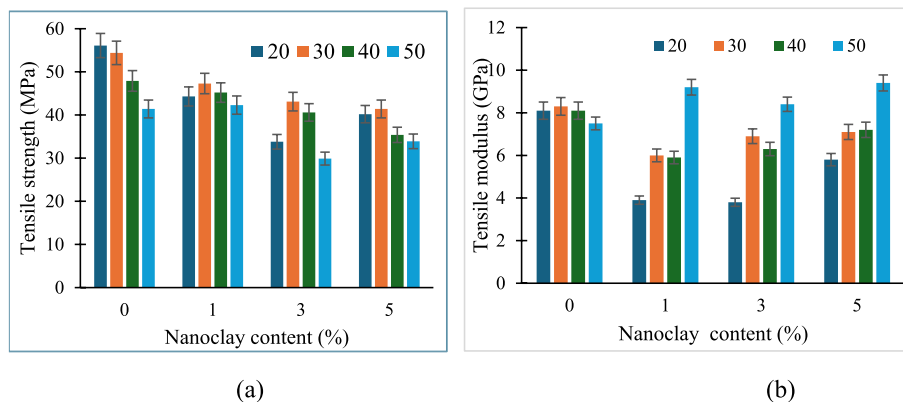 60
50
40
30
20
10
0
Tensile strength (MPa)
20 30 40 50
0 1 3 5
Nanoclay content (%)
(a)
12
10
8
6
4
2
0
Tensile modulus (GPa)
20 30 40 50
0 1 3 5
Nanoclay content (%)
(b)